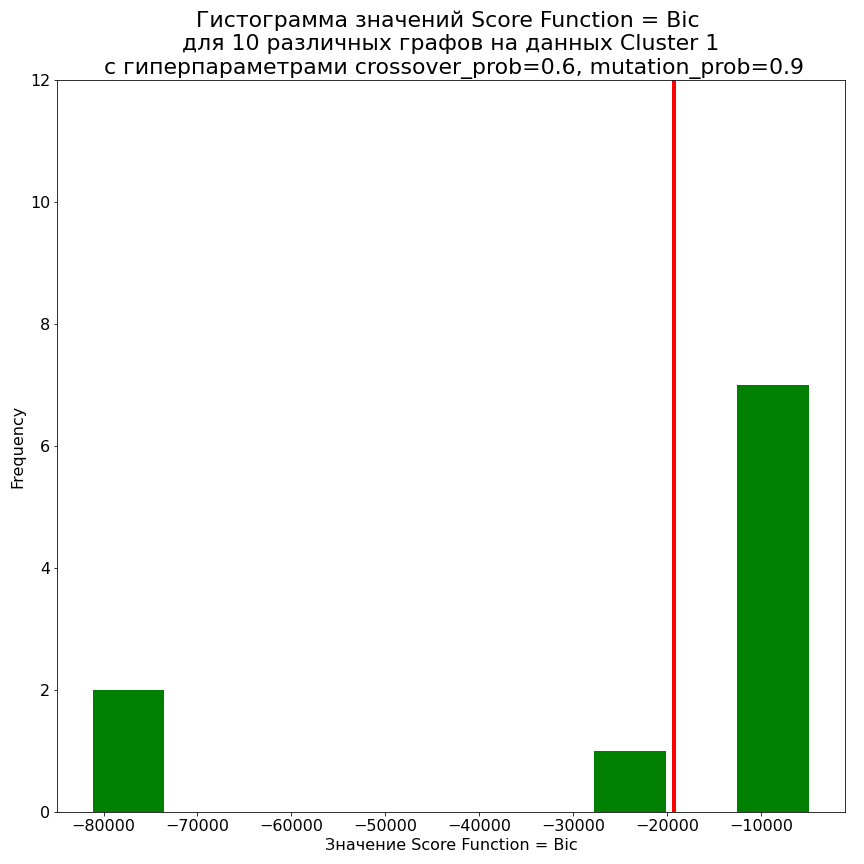 Гистограмма значений Score Function = Bic
для 10 различных графов на данных Cluster 1
с гиперпараметрами crossover_prob=0.6, mutation_prob=0.9
12
10
8
6
4
2
0
Frequency
−80000 −70000 −60000 −50000 −40000 −30000 −20000 −10000
Значение Score Function = Bic